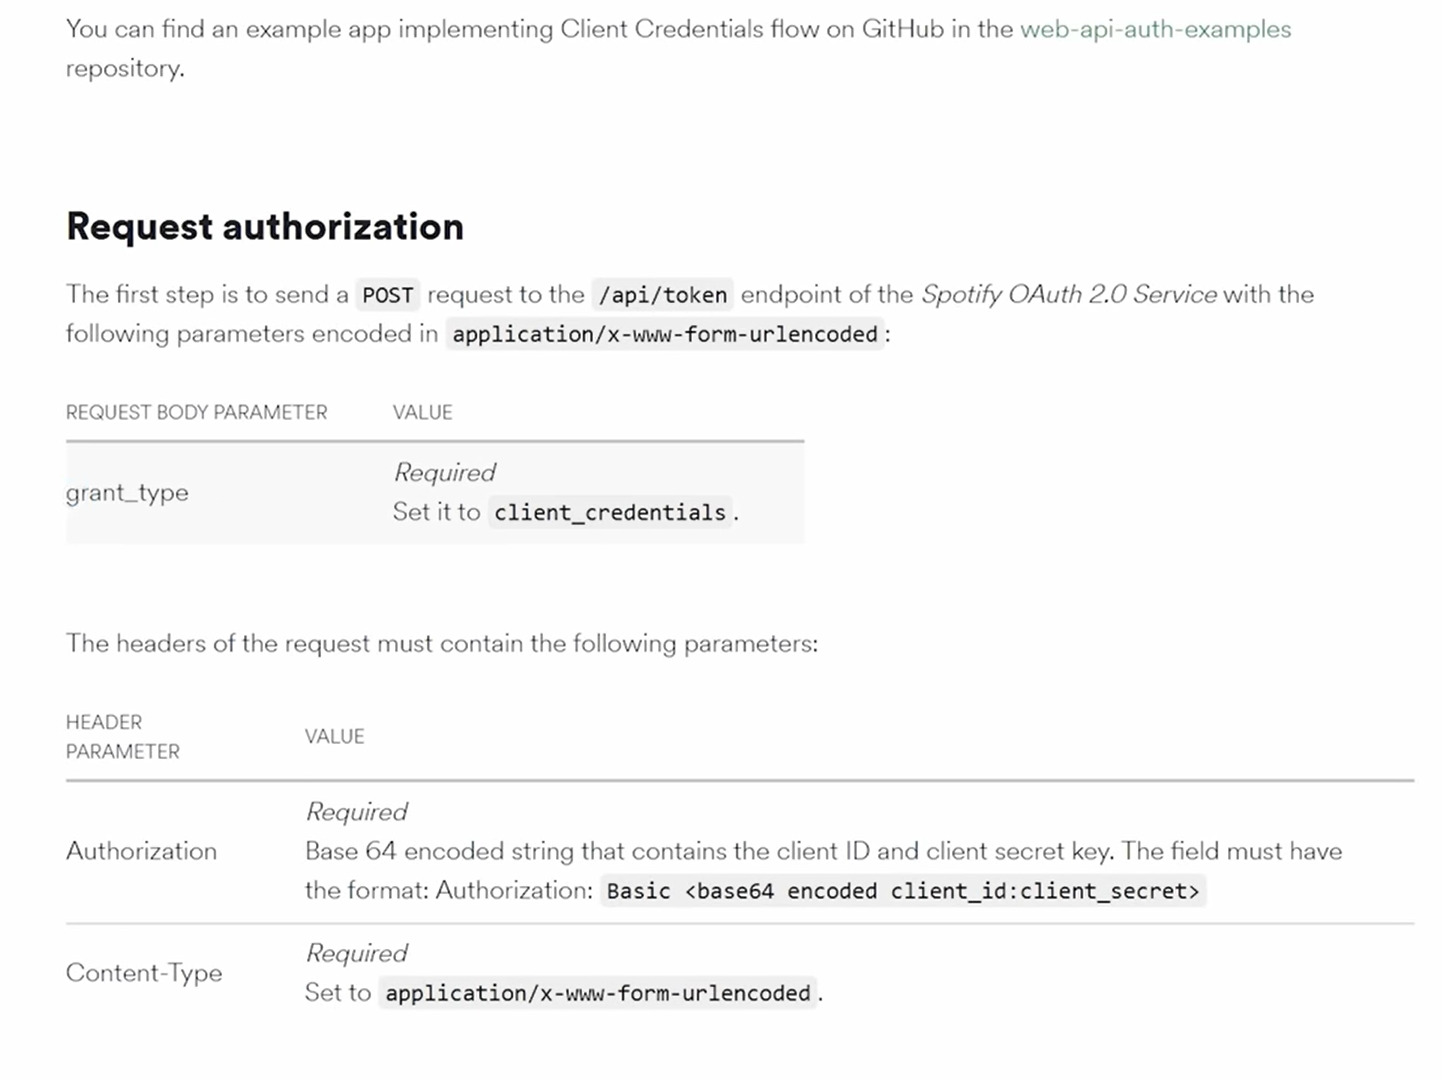 You can find an example app implementing Client Credentials flow on GitHub in the web-api-auth-examples
repository.
Request authorization
The first step is to send a POST request to the /api/token endpoint of the Spotify OAuth 2.0 Service with the
following parameters encoded in application/x-www-form-urlencoded:
REQUEST BODY PARAMETER VALUE
grant_type
Required
Set it to client_credentials.
The headers of the request must contain the following parameters:
HEADER
PARAMETER
VALUE
Authorization
Required
Base 64 encoded string that contains the client ID and client secret key. The field must have
the format: Authorization: Basic <base64 encoded client_id:client_secret>
Content-Type
Required
Set to application/x-www-form-urlencoded.